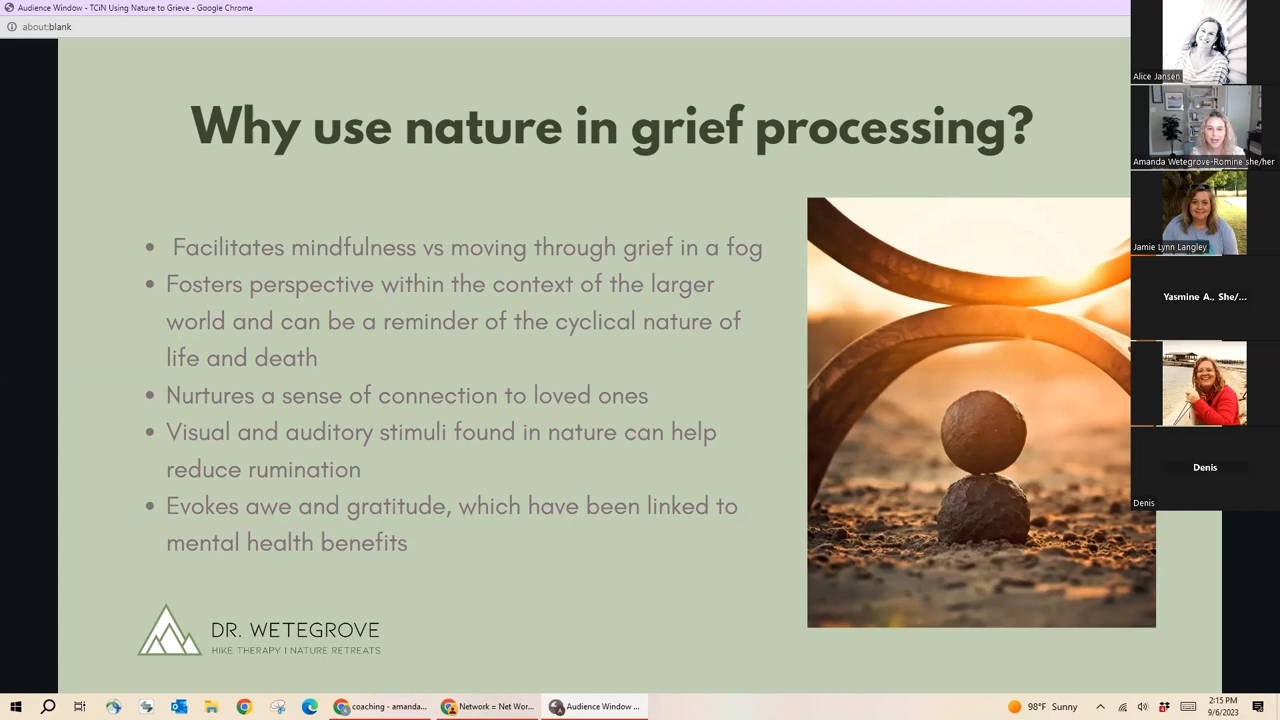 Audience Window - TCiN Using Nature to Grieve - Google Chrome
about:blank
Why use nature in grief processing?
Facilitates mindfulness vs moving through grief in a fog
Fosters perspective within the context of the larger
world and can be a reminder of the cyclical nature of
life and death
Nurtures a sense of connection to loved ones
Visual and auditory stimuli found in nature can help
reduce rumination
Evokes awe and gratitude, which have been linked to
mental health benefits
DR. WETEGROVE
HIKE THERAPY | NATURE RETREATS
Alice Jansen
Amanda Wetegrove-Romine she/her
Jamie Lynn Langley
Yasmine A., She/...
Denis
Denis
coaching - amanda...
Network = Net Wor...
Audience Window ...
98°F Sunny
2:15 PM
9/6/2023